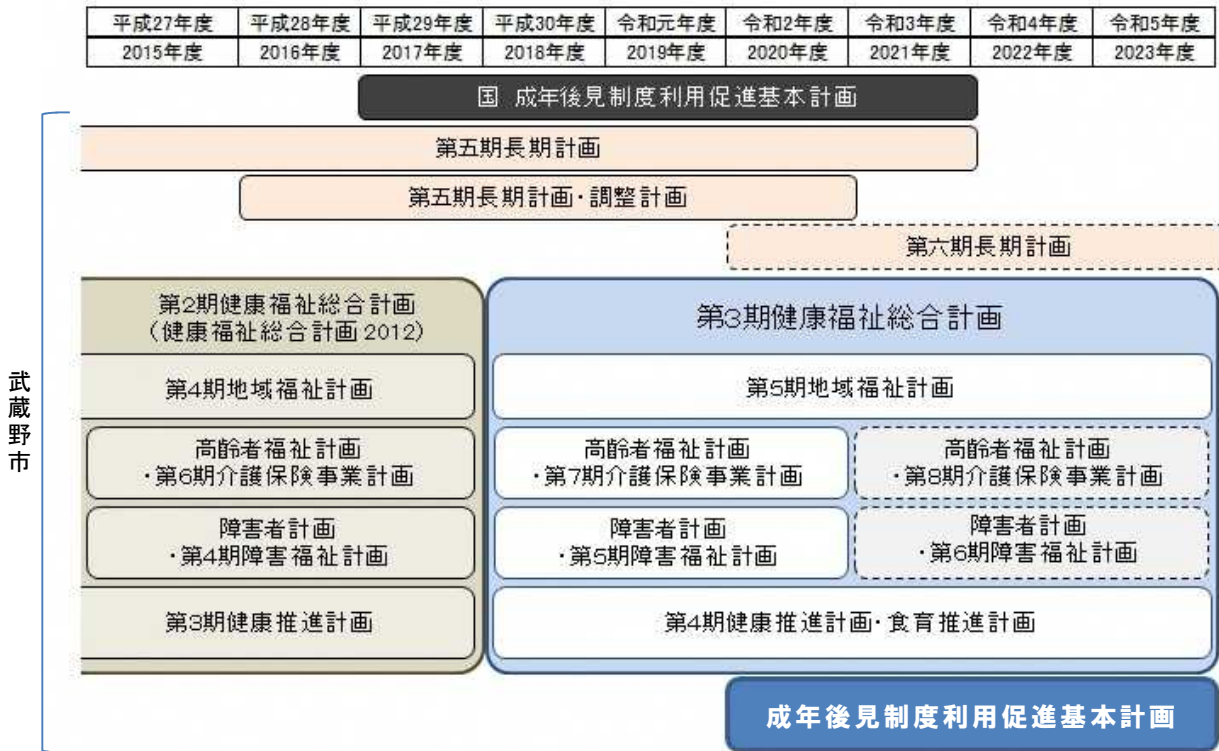 平成27年度 平成28年度 平成29年度 平成30年度 令和元年度 令和2年度 令和3年度 令和4年度 令和5年度
2015年度 2016年度 2017年度 2018年度 2019年度 2020年度 2021年度 2022年度 2023年度
国 成年後見制度利用促進基本計画
第五期長期計画
第五期長期計画・調整計画
第六期長期計画
武蔵野市
第2期健康福祉総合計画
（健康福祉総合計画2012）
第4期地域福祉計画
高齢者福祉計画
・第6期介護保険事業計画
障害者計画
・第4期障害福祉計画
第3期健康推進計画
第3期健康福祉総合計画
第5期地域福祉計画
高齢者福祉計画
・第7期介護保険事業計画
高齢者福祉計画
・第8期介護保険事業計画
障害者計画
・第5期障害福祉計画
障害者計画
・第6期障害福祉計画
第4期健康推進計画・食育推進計画
成年後見制度利用促進基本計画